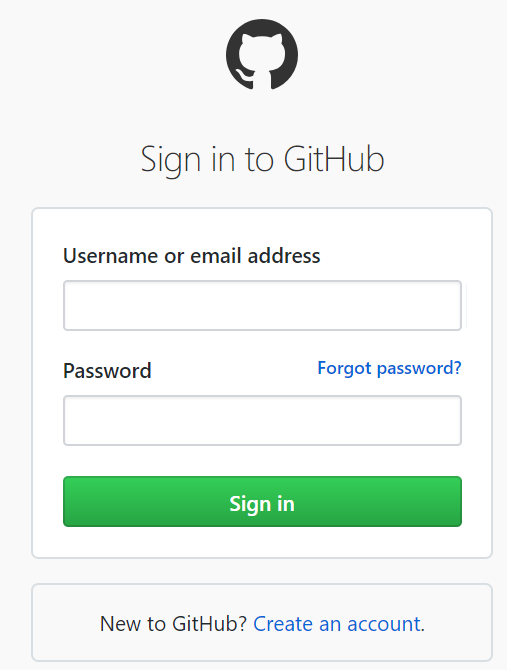 Sign in to GitHub
Username or email address
Password Forgot password?
Sign in
New to GitHub? Create an account.